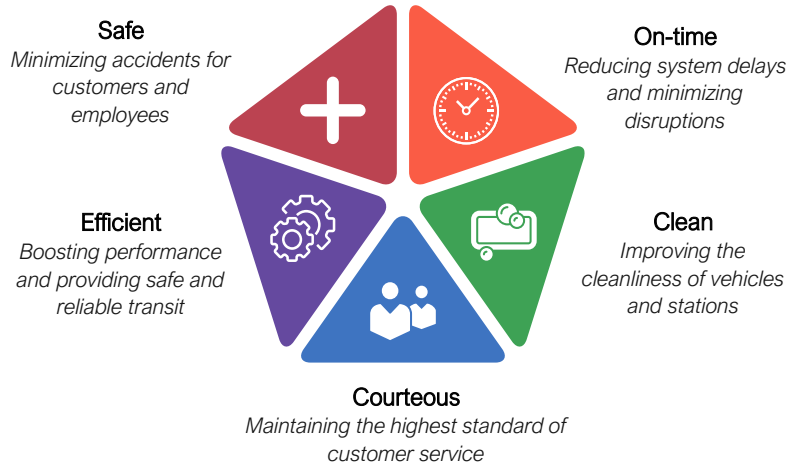 Safe
Minimizing accidents for
customers and
employees
On-time
Reducing system delays
and minimizing
disruptions
Efficient
Boosting performance
and providing safe and
reliable transit
Clean
Improving the
cleanliness of vehicles
and stations
Courteous
Maintaining the highest standard of
customer service